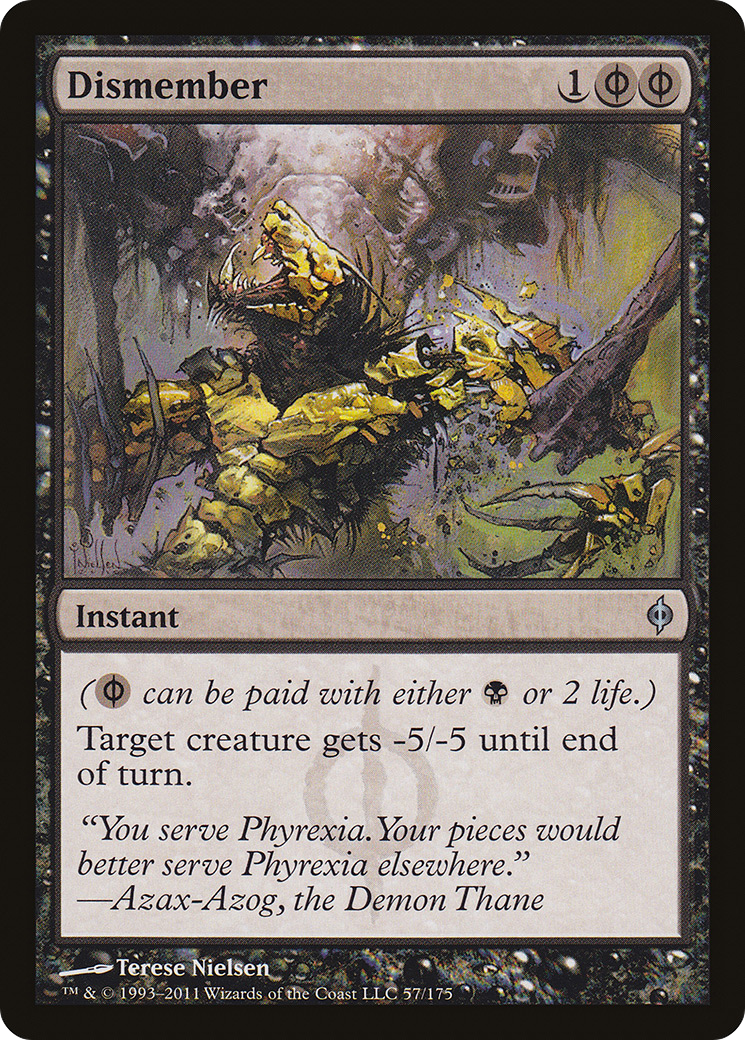 Dismember 1
Nielsen
Instant
( can be paid with either or 2 life.)
Target creature gets -5/-5 until end
of turn.
“You serve Phyrexia. Your pieces would
better serve Phyrexia elsewhere.”
—Azax-Azog, the Demon Thane
Terese Nielsen
™ & © 1993–2011 Wizards of the Coast LLC 57/175